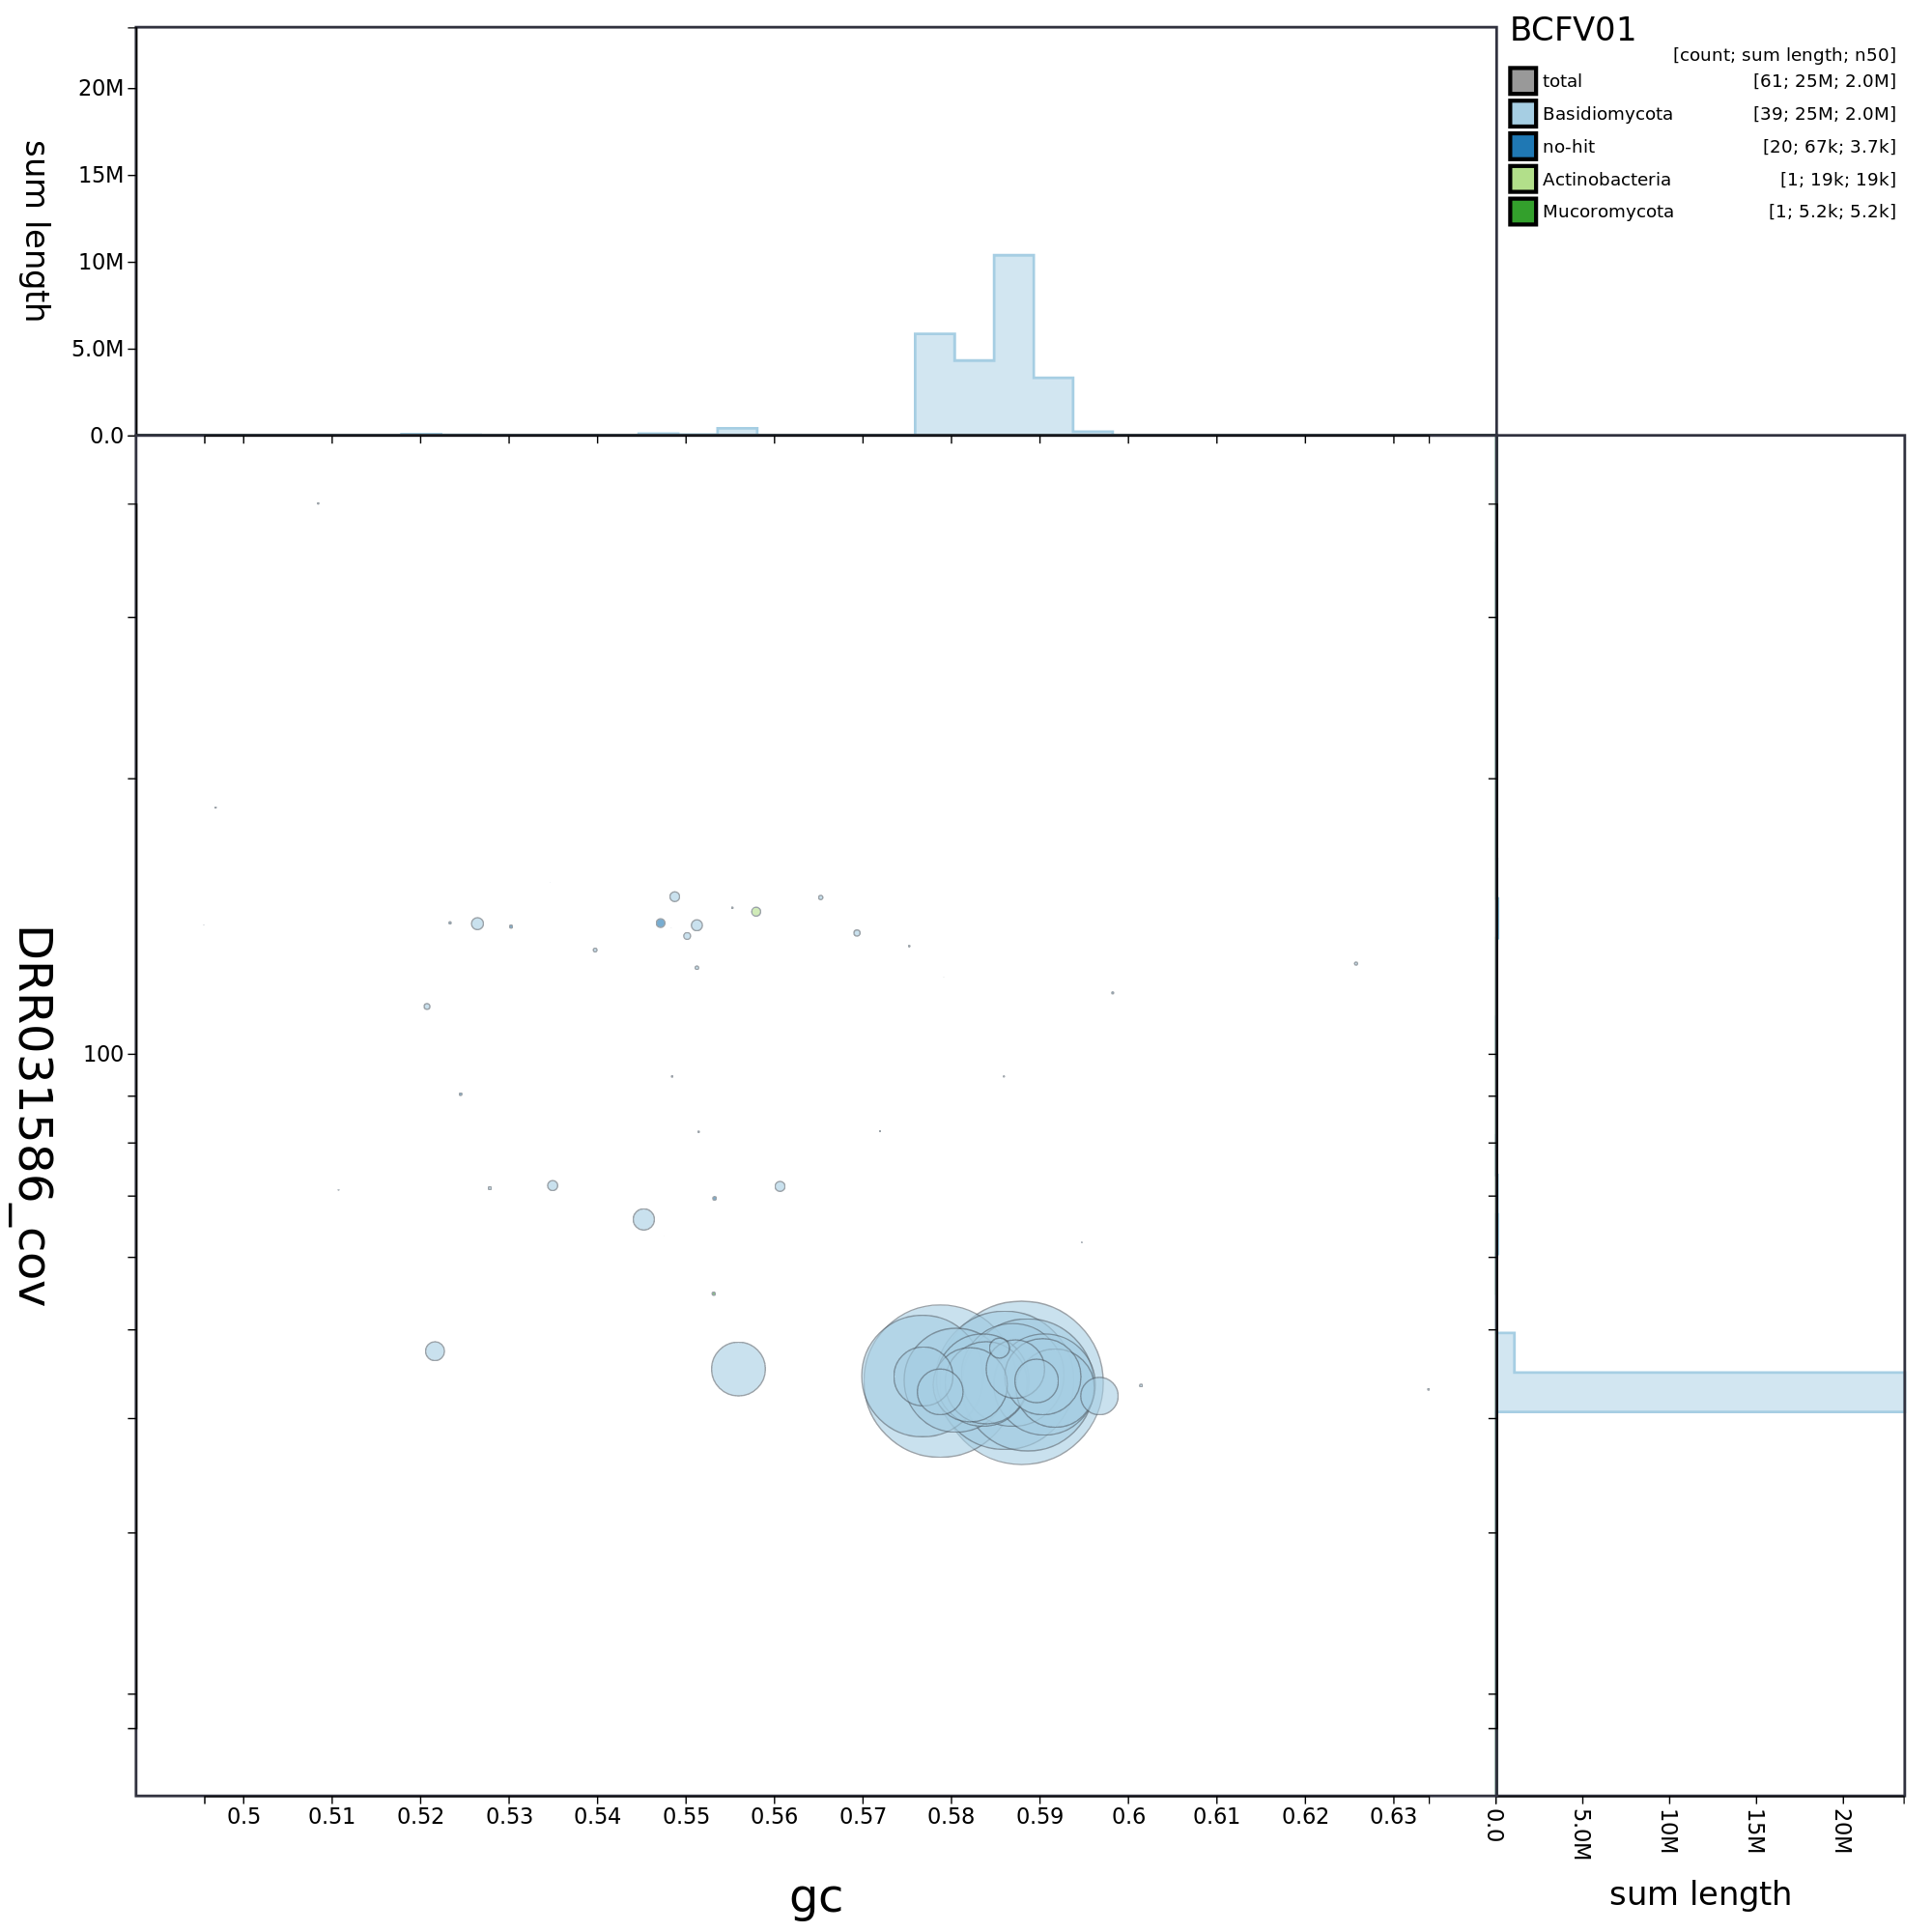 BCFV01
[count; sum length; n50]
total [61; 25M; 2.0M]
Basidiomycota [39; 25M; 2.0M]
no-hit [20; 67k; 3.7k]
Actinobacteria [1; 19k; 19k]
Mucoromycota [1; 5.2k; 5.2k]
sum length
20M
15M
10M
5.0M
0.0
DRR031586_cov
100
0.5 0.51 0.52 0.53 0.54 0.55 0.56 0.57 0.58 0.59 0.6 0.61 0.62 0.63
gc
0.0 5.0M 10M 15M 20M
sum length